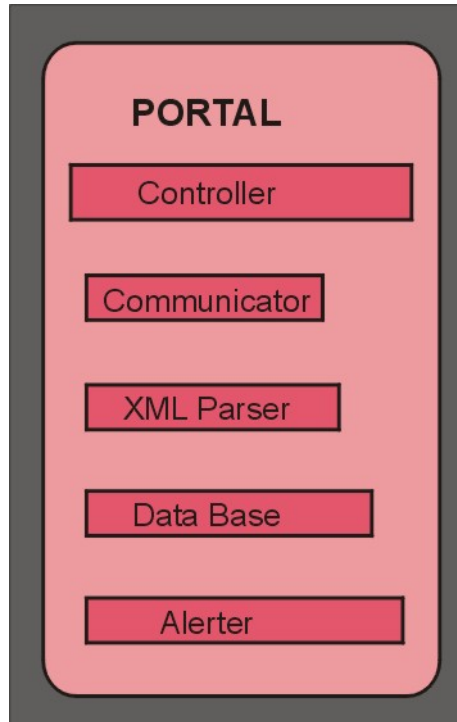 PORTAL
Controller
Communicator
XML Parser
Data Base
Alerter